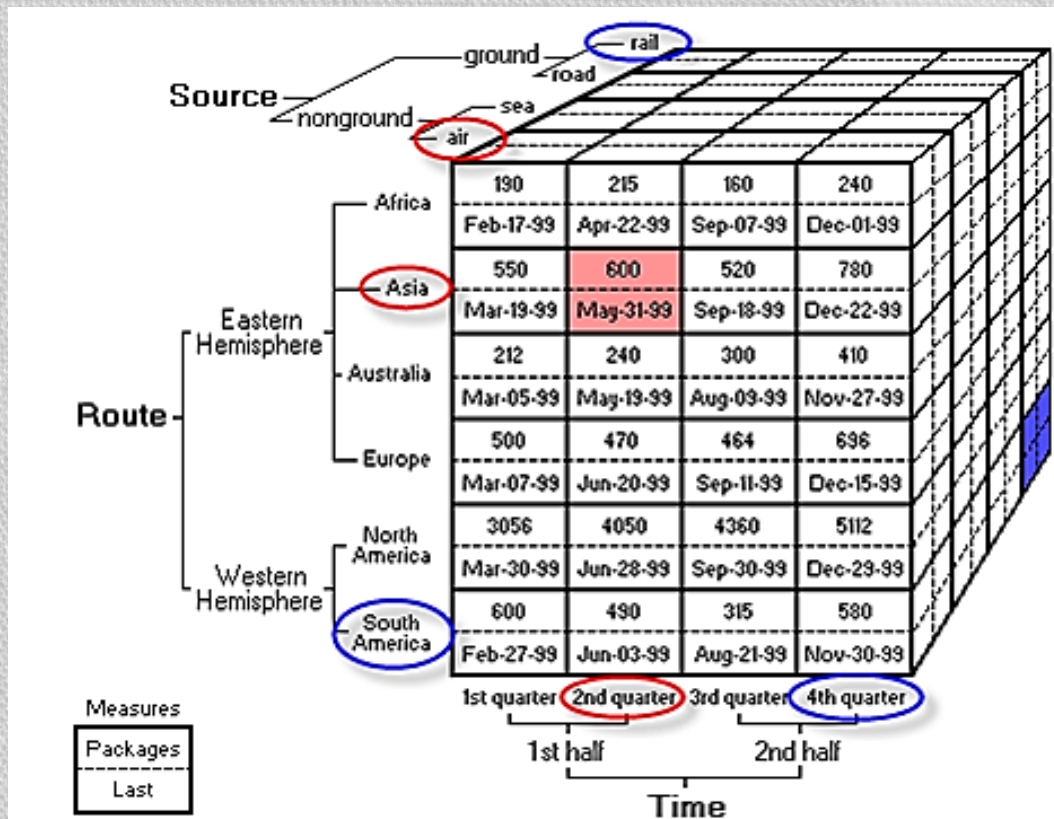 rail
ground
road
Source
sea
nonground
air
190 215 160 240
Africa
Feb-17-99 Apr-22-99 Sep-07-99 Dec-01-99
550 600 520 780
Asia
Mar-19-99 May-31-99 Sep-18-99 Dec-22-99
Eastern
Hemisphere
212 240 300 410
Australia
Mar-05-99 May-19-99 Aug-09-99 Nov-27-99
Route
500 470 464 696
Europe
Mar-07-99 Jun-20-99 Sep-11-99 Dec-15-99
3056 4050 4360 5112
North
America
Mar-30-99 Jun-28-99 Sep-30-99 Dec-29-99
Western
Hemisphere
600 490 315 580
South
America
Feb-27-99 Jun-03-99 Aug-21-99 Nov-30-99
1st quarter 2nd quarter 3rd quarter 4th quarter
Measures
Packages
Last
1st half 2nd half
Time